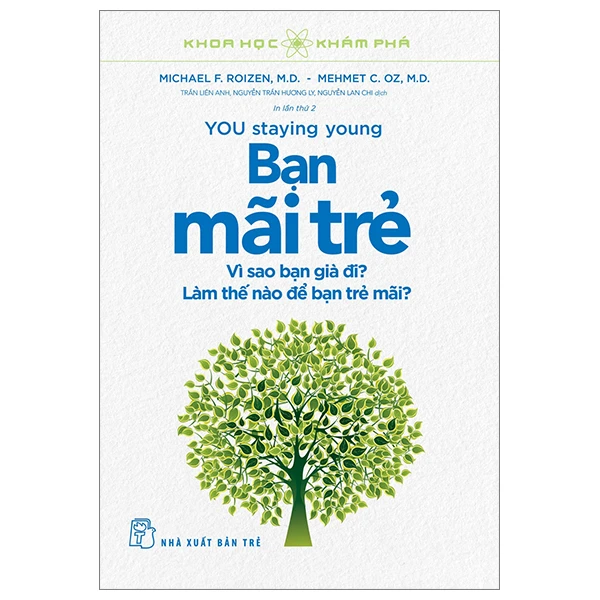 KHOA HỌC KHÁM PHÁ
MICHAEL F. ROIZEN, M.D. - MEHMET C. OZ, M.D.
TRẦN LIÊN ANH, NGUYỄN TRẦN HƯƠNG LY, NGUYỄN LAN CHI dịch
In lần thứ 2
YOU staying young
Bạn
mãi trẻ
Vì sao bạn già đi?
Làm thế nào để bạn trẻ mãi?
NHÀ XUẤT BẢN TRẺ